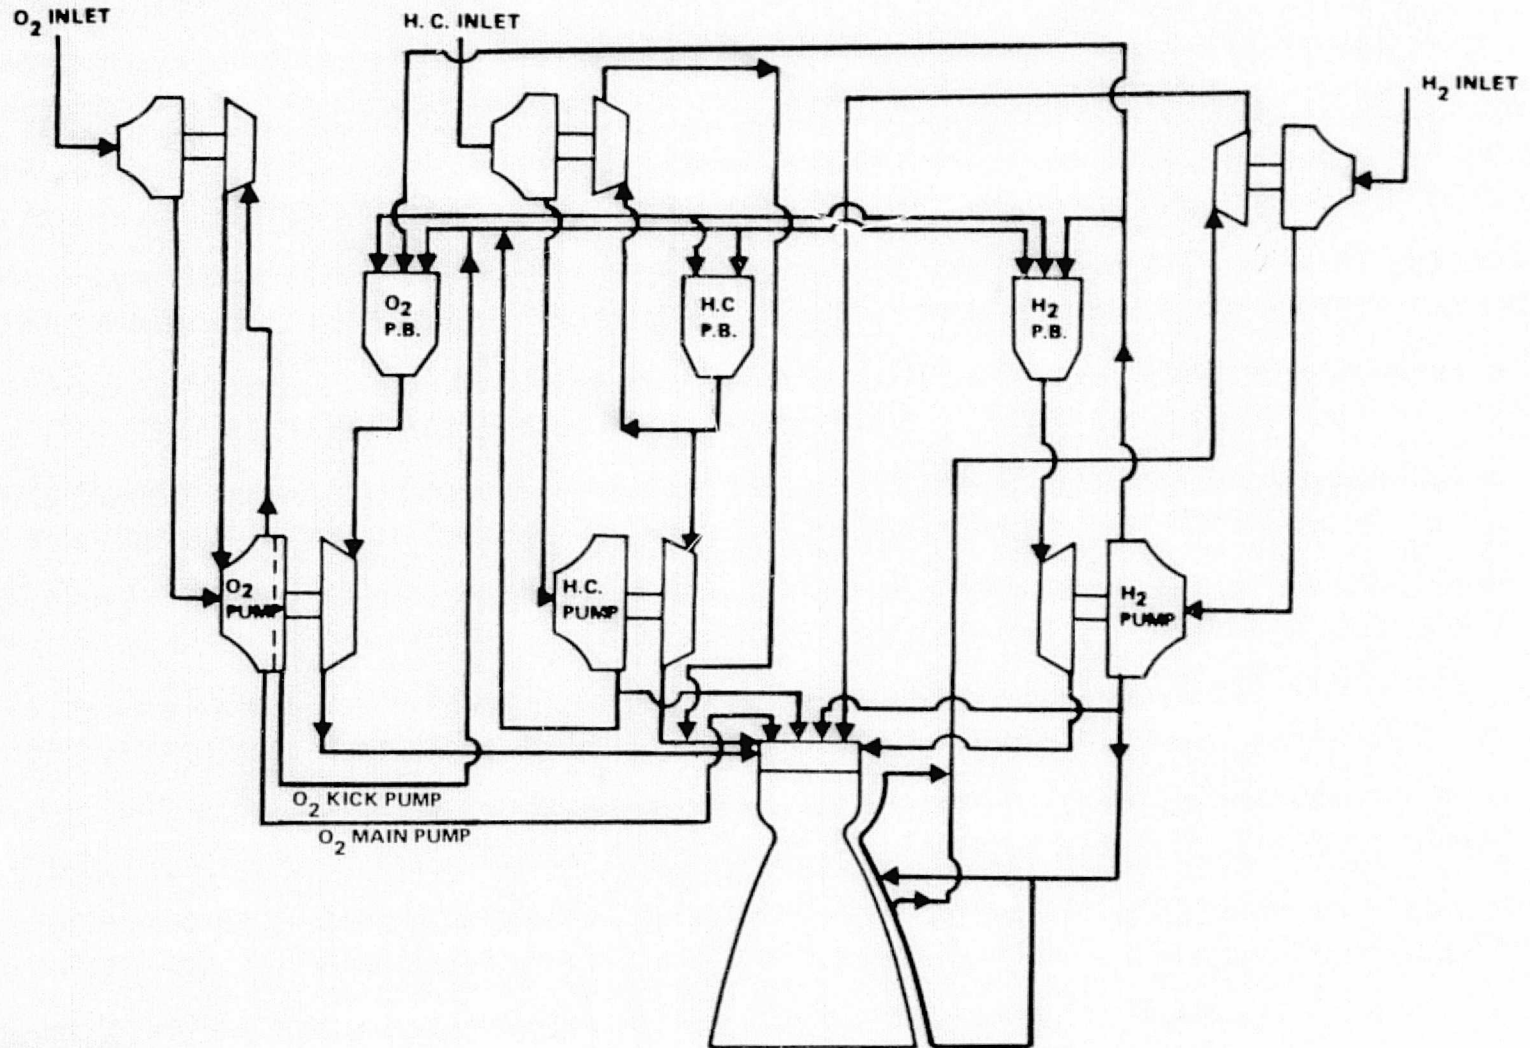 O2 INLET
H. C. INLET
H2 INLET
O2
P.B.
H.C
P.B.
H2
P.B.
O2
PUMP
H.C.
PUMP
H2
PUMP
O2 KICK PUMP
O2 MAIN PUMP